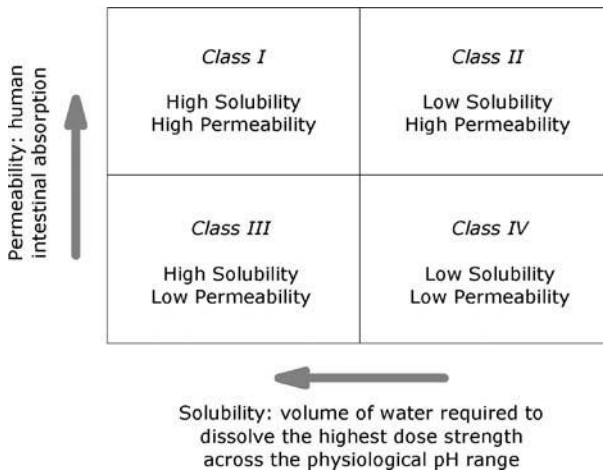 Permeability: human
intestinal absorption
Class I
High Solubility
High Permeability
Class II
Low Solubility
High Permeability
Class III
High Solubility
Low Permeability
Class IV
Low Solubility
Low Permeability
Solubility: volume of water required to
dissolve the highest dose strength
across the physiological pH range